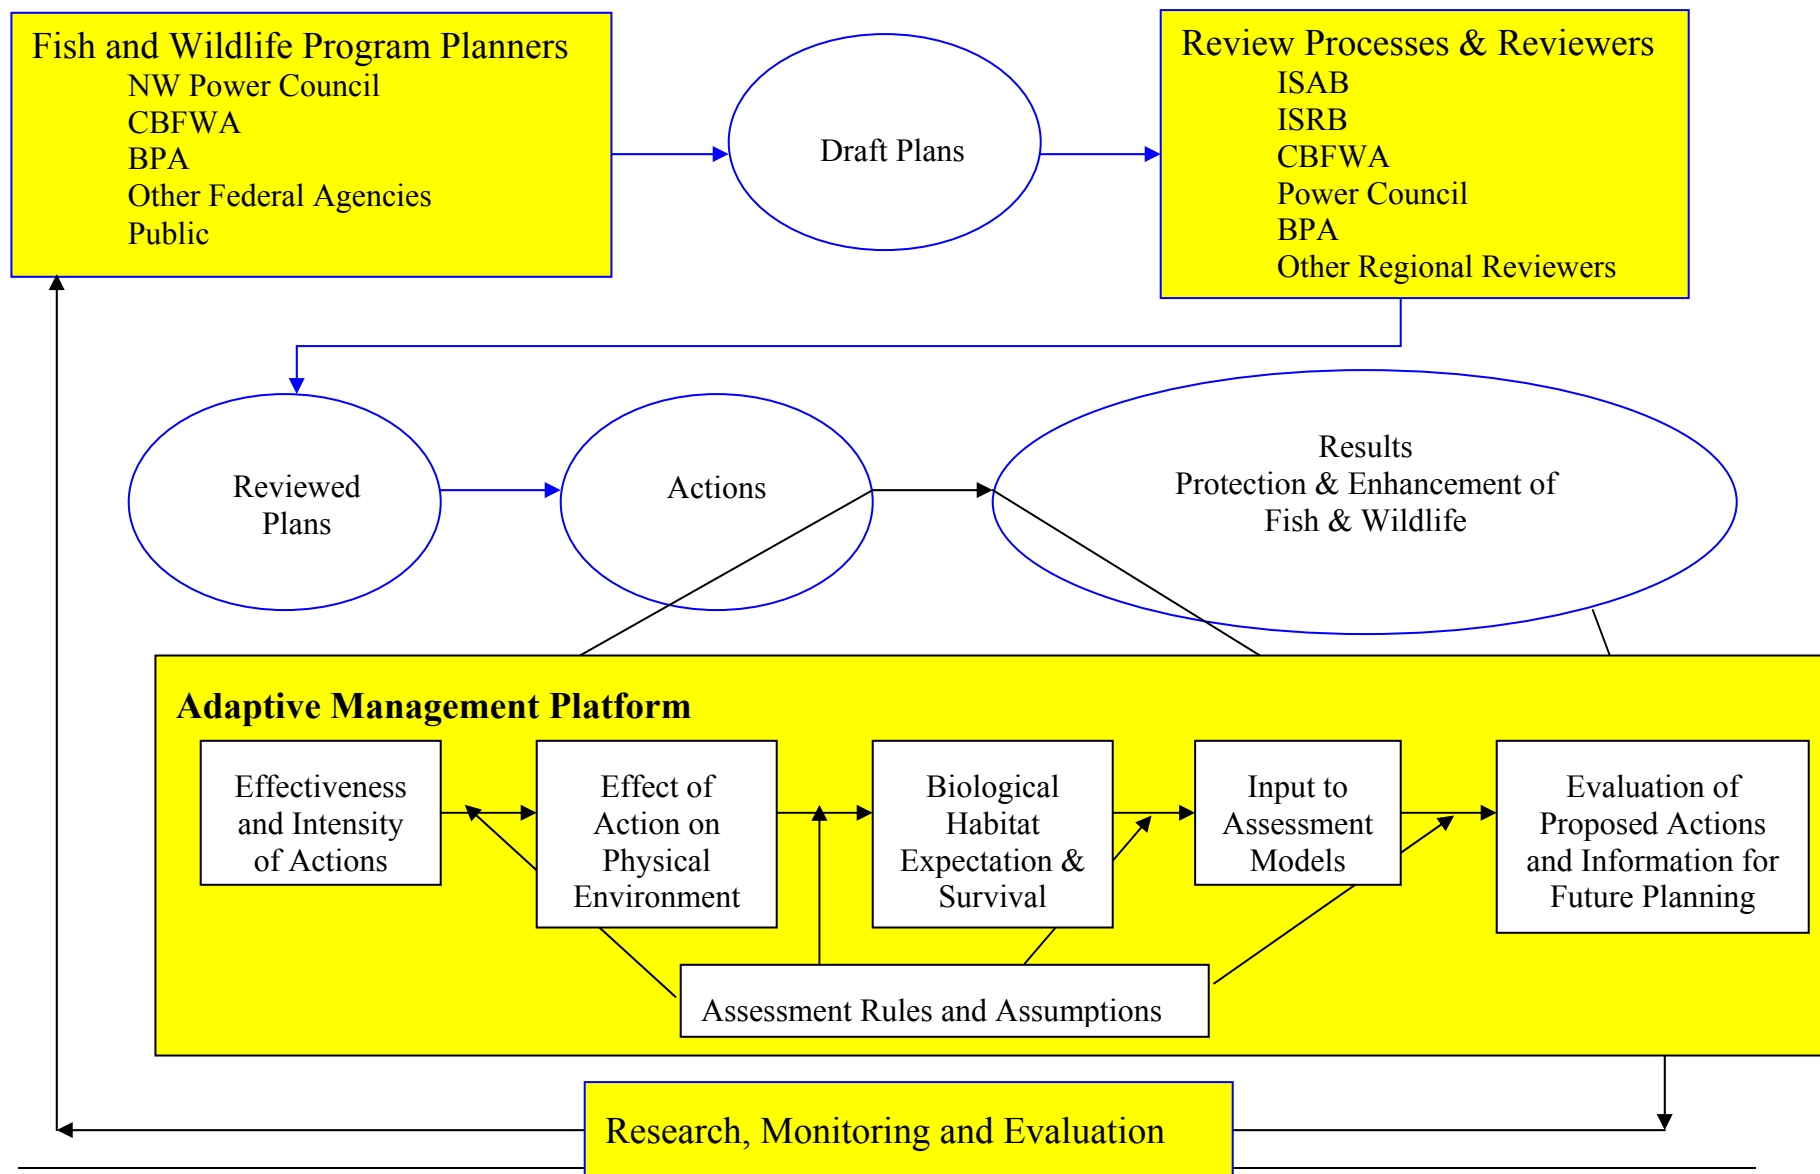 Fish and Wildlife Program Planners
NW Power Council
CBFWA
BPA
Other Federal Agencies
Public
Draft Plans
Review Processes & Reviewers
ISAB
ISRB
CBFWA
Power Council
BPA
Other Regional Reviewers
Reviewed
Plans
Actions
Results
Protection & Enhancement of
Fish & Wildlife
Adaptive Management Platform
Effectiveness
and Intensity
of Actions
Effect of
Action on
Physical
Environment
Biological
Habitat
Expectation &
Survival
Input to
Assessment
Models
Evaluation of
Proposed Actions
and Information for
Future Planning
Assessment Rules and Assumptions
Research, Monitoring and Evaluation